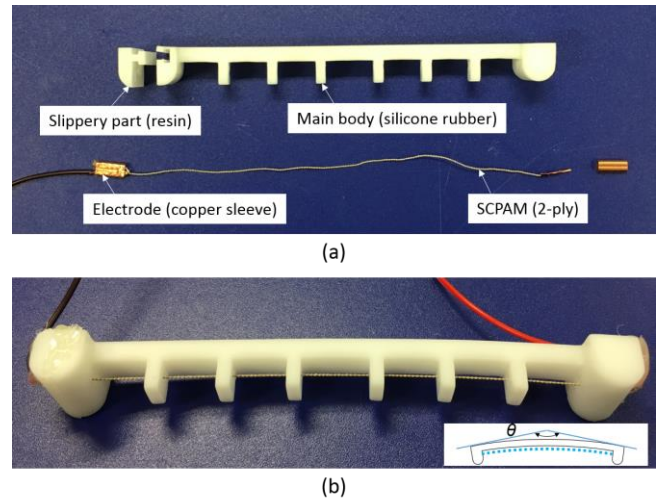 Slippery part (resin)
Main body (silicone rubber)
Electrode (copper sleeve)
SCPAM (2-ply)
(a)
θ
(b)